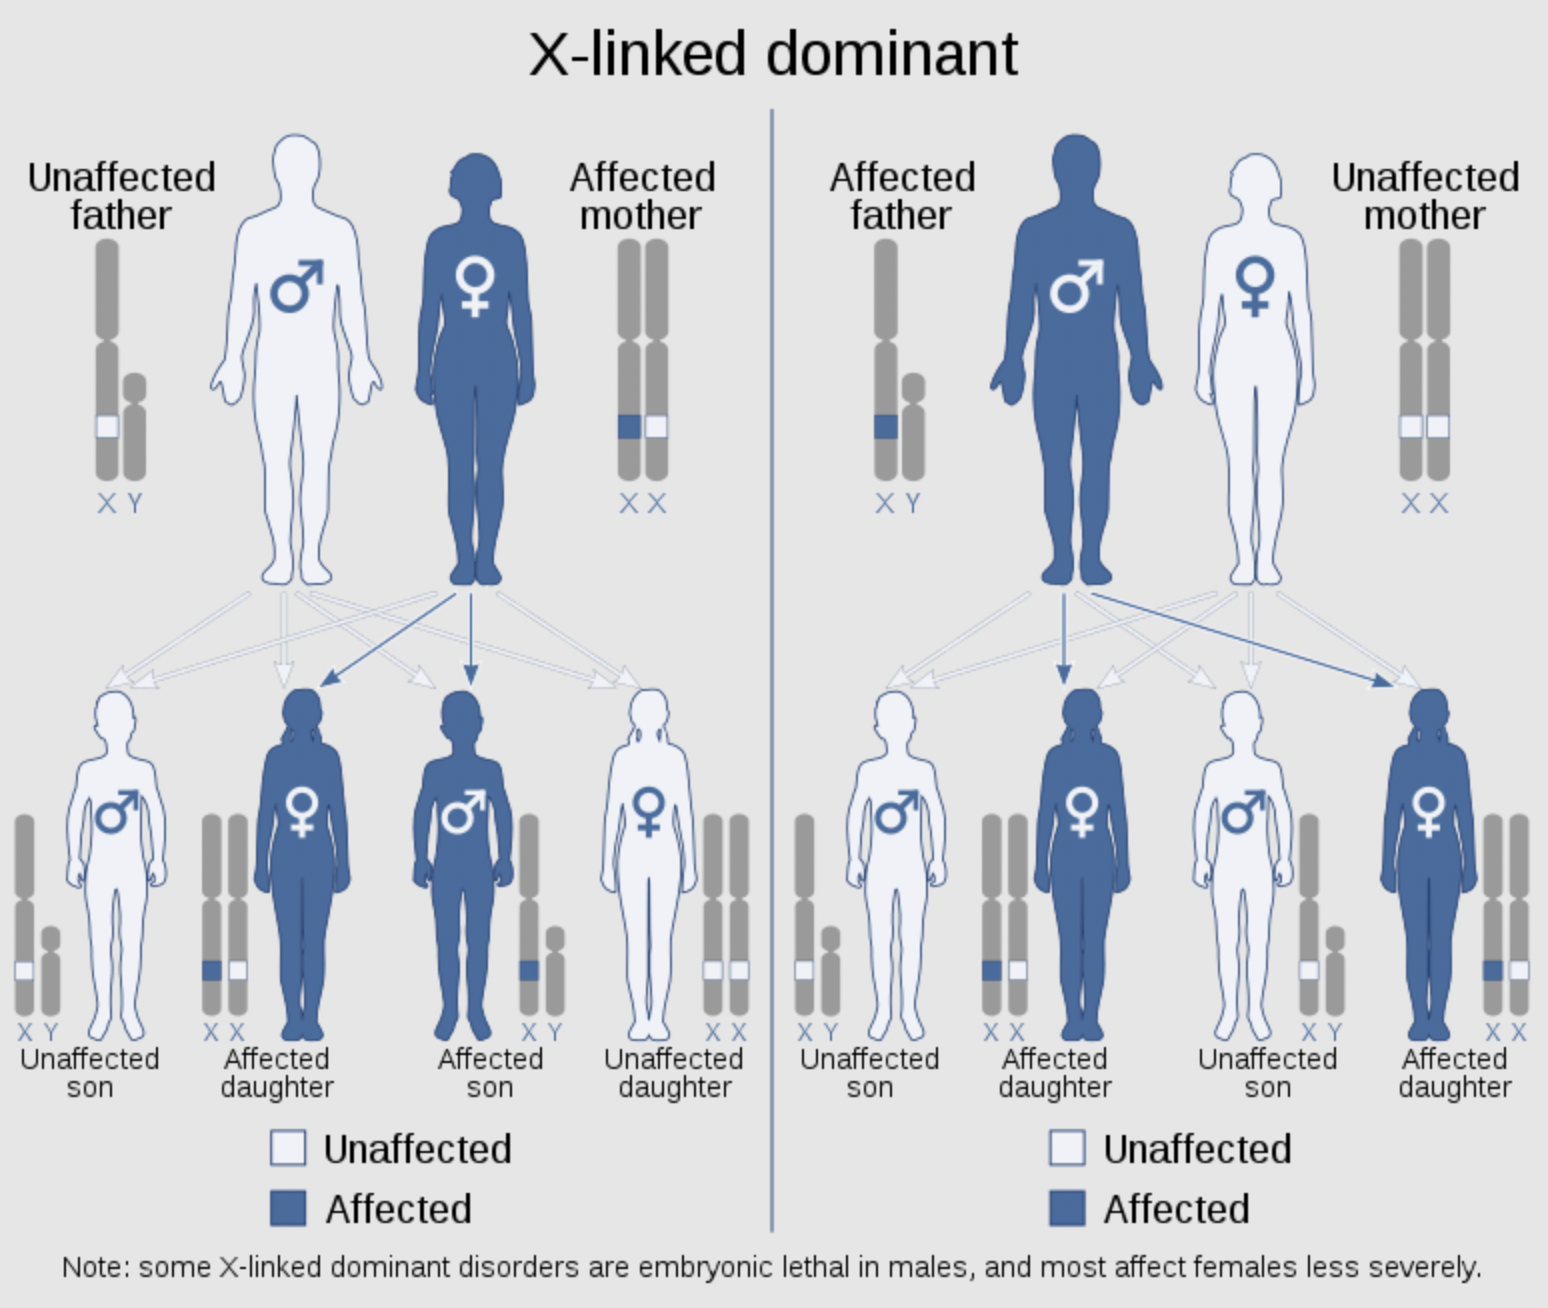 X-linked dominant
Unaffected
father
Affected
mother
X Y
X X
Affected
father
Unaffected
mother
X Y
X X
X Y
X X
X Y
X X
Unaffected
son
Affected
daughter
Affected
son
Unaffected
daughter
X Y
X X
X Y
X X
Unaffected
son
Affected
daughter
Unaffected
son
Affected
daughter
Unaffected
Affected
Unaffected
Affected
Note: some X-linked dominant disorders are embryonic lethal in males, and most affect females less severely.